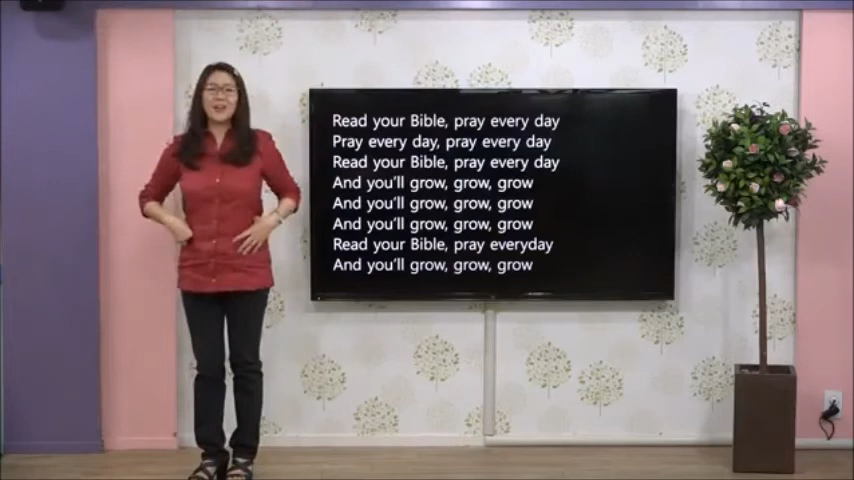 Read your Bible, pray every day
Pray every day, pray every day
Read your Bible, pray every day
And you'll grow, grow, grow
And you'll grow, grow, grow
And you'll grow, grow, grow
Read your Bible, pray everyday
And you'll grow, grow, grow